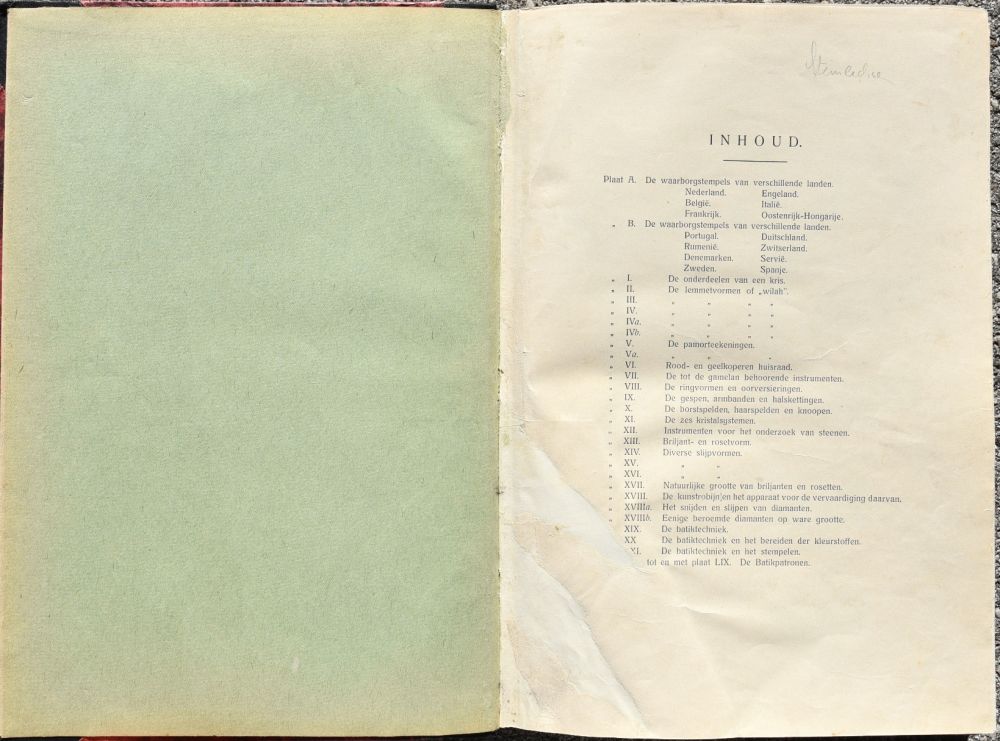 INHOUD.
Plaat A. De waarborgstempels van verschillende landen.
Nederland. Engeland.
België. Italië.
Frankrijk. Oostenrijk-Hongarije.
„ B. De waarborgstempels van verschillende landen.
Portugal. Duitschland.
Rumenië. Zwitserland.
Denemarken. Servië.
Zweden. Spanje.
„ I. De onderdeelen van een kris.
„ II. De lemmetvormen of „wilah".
„ III. „ „ „ „
„ IV. „ „ „ „
„ IVa. „ „ „ „
„ IVb. „ „ „ „
„ V. De pamorteekeningen.
„ Va. „ „ „
„ VI. Rood- en geelkoperen huisraad.
„ VII. De tot de gamelan behoorende instrumenten.
„ VIII. De ringvormen en oorversieringen.
„ IX. De gespen, armbanden en halskettingen.
„ X. De borstspelden, haarspelden en knoopen.
„ XI. De zes kristalsystemen.
„ XII. Instrumenten voor het onderzoek van steenen.
„ XIII. Briljant- en rosetvorm.
„ XIV. Diverse slijpvormen.
„ XV. „ „
„ XVI. „ „
„ XVII. Natuurlijke grootte van briljanten en rosetten.
„ XVIII. De kunstrobijn|en het apparaat voor de vervaardiging daarvan.
„ XVIIIa. Het snijden en slijpen van diamanten.
„ XVIIIb. Eenige beroemde diamanten op ware grootte.
„ XIX. De batiktechniek.
„ XX De batiktechniek en het bereiden der kleurstoffen.
XI. De batiktechniek en het stempelen.
tot en met plaat LIX. De Batikpatronen.